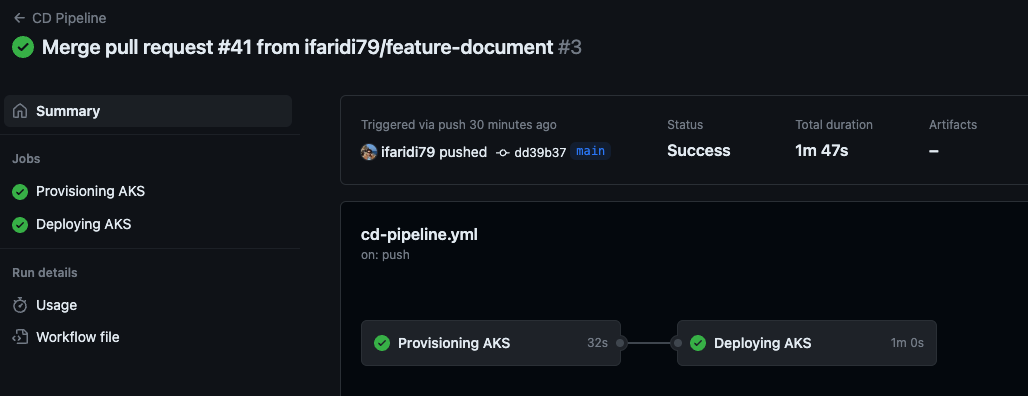 CD Pipeline
Merge pull request #41 from ifaridi79/feature-document #3
Summary
Jobs
Provisioning AKS
Deploying AKS
Run details
Usage
Workflow file
Triggered via push 30 minutes ago
ifaridi79 pushed dd39b37 main
Status
Success
Total duration
1m 47s
Artifacts
–
cd-pipeline.yml
on: push
Provisioning AKS 32s
Deploying AKS 1m 0s